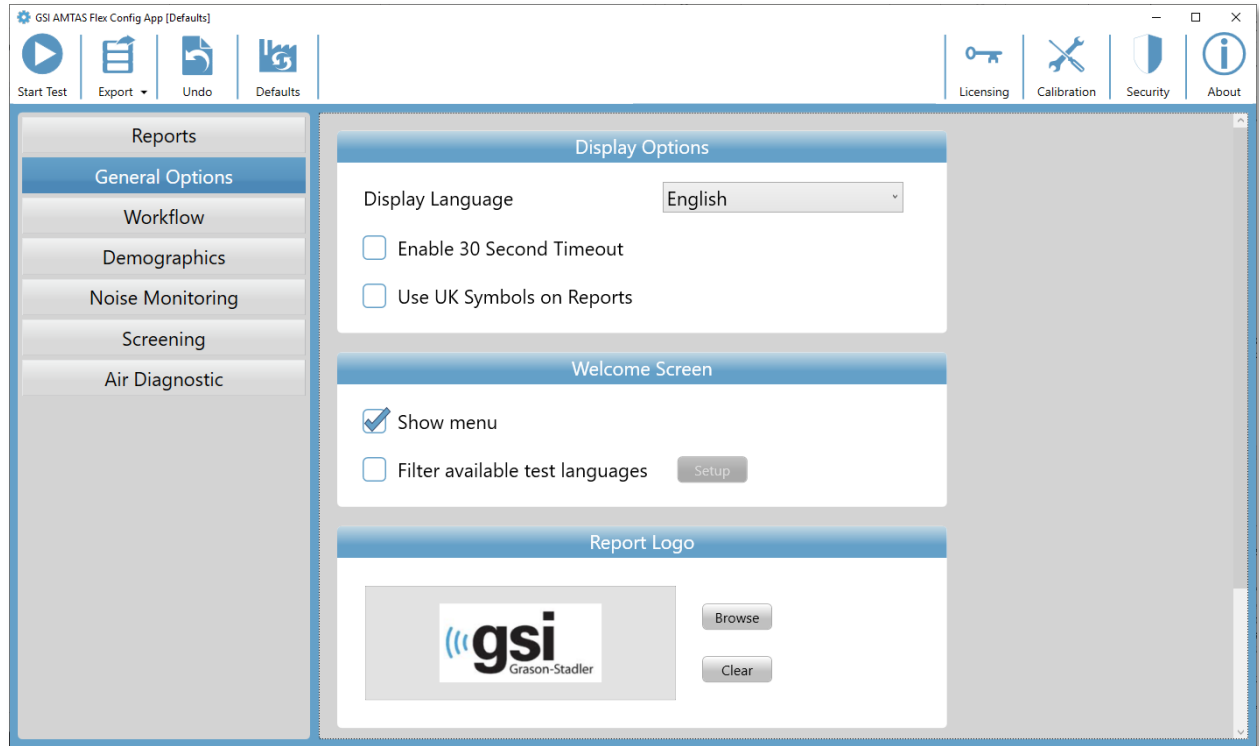 GSI AMTAS Flex Config App [Defaults]
Start Test
Export
Undo
Defaults
Licensing
Calibration
Security
About
Reports
General Options
Workflow
Demographics
Noise Monitoring
Screening
Air Diagnostic
Display Options
Display Language
English
Enable 30 Second Timeout
Use UK Symbols on Reports
Welcome Screen
Show menu
Filter available test languages
Setup
Report Logo
gsi
Grason-Stadler
Browse
Clear